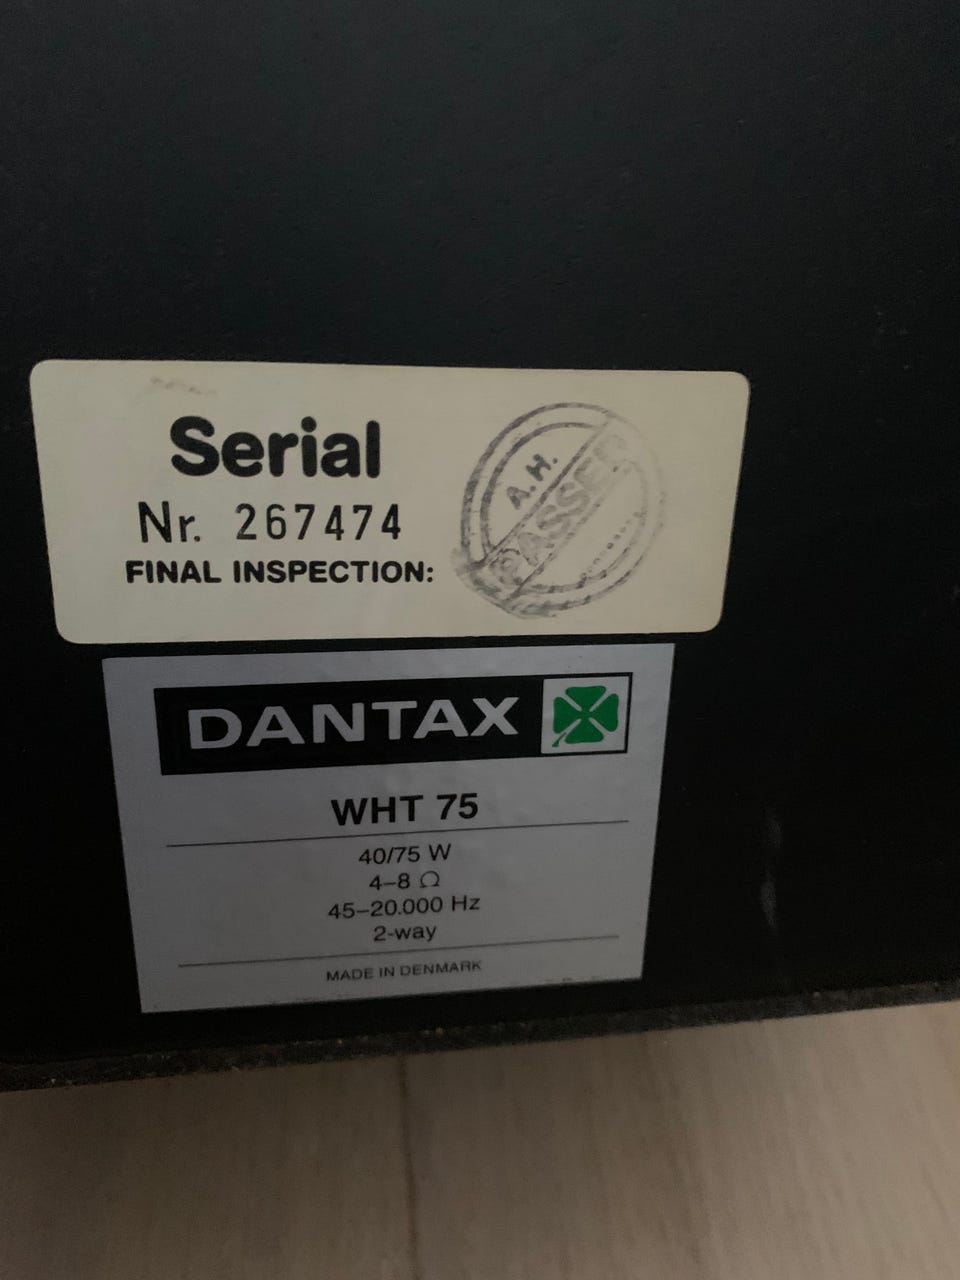 Serial
Nr. 267474
FINAL INSPECTION:
A.H.
PASSED
DANTAX
WHT 75
40/75 W
4–8 Ω
45–20.000 Hz
2-way
MADE IN DENMARK